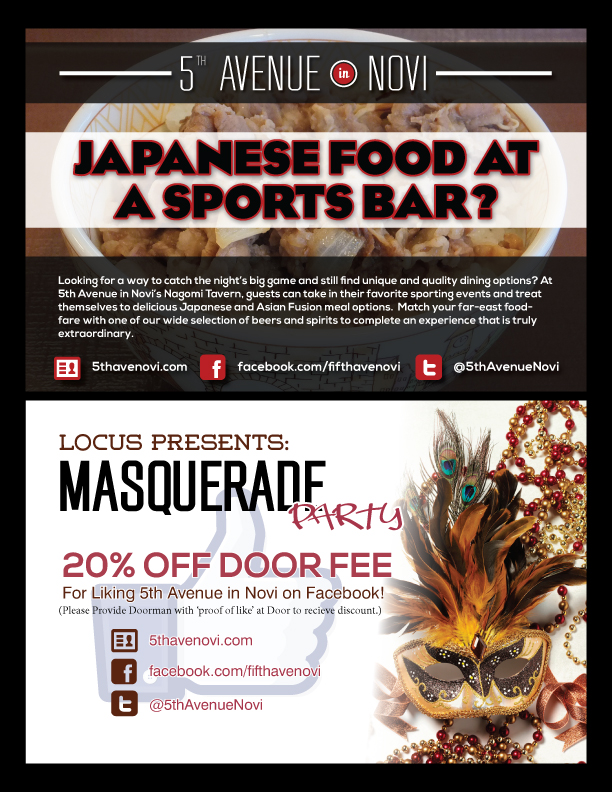 5TH AVENUE in NOVI
JAPANESE FOOD AT
A SPORTS BAR?
Looking for a way to catch the night's big game and still find unique and quality dining options? At
5th Avenue in Novi's Nagomi Tavern, guests can take in their favorite sporting events and treat
themselves to delicious Japanese and Asian Fusion meal options. Match your far-east food-
fare with one of our wide selection of beers and spirits to complete an experience that is truly
extraordinary.
5thavenovi.com facebook.com/fifthavenovi @5thAvenueNovi
LOCUS PRESENTS:
MASQUERADE
PARTY
20% OFF DOOR FEE
For Liking 5th Avenue in Novi on Facebook!
(Please Provide Doorman with 'proof of like' at Door to recieve discount.)
5thavenovi.com
facebook.com/fifthavenovi
@5thAvenueNovi